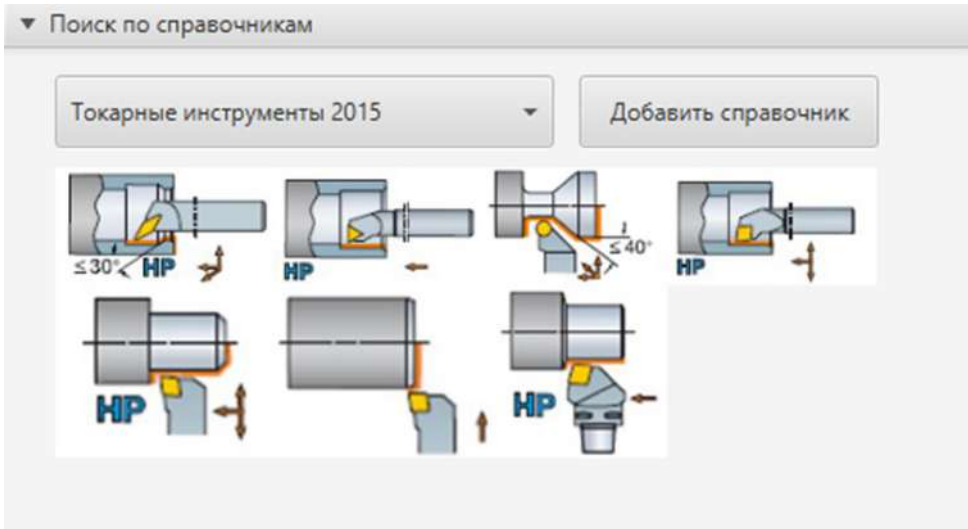 Поиск по справочникам
Токарные инструменты 2015
Добавить справочник
≤30° HP
HP
≤40°
HP
HP
HP